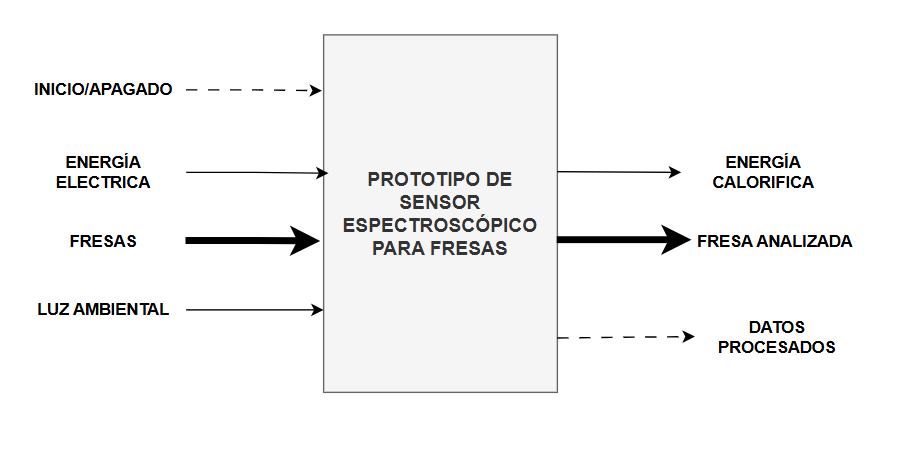 INICIO/APAGADO
ENERGÍA
ELECTRICA
FRESAS
LUZ AMBIENTAL
PROTOTIPO DE
SENSOR
ESPECTROSCÓPICO
PARA FRESAS
ENERGÍA
CALORIFICA
FRESA ANALIZADA
DATOS
PROCESADOS